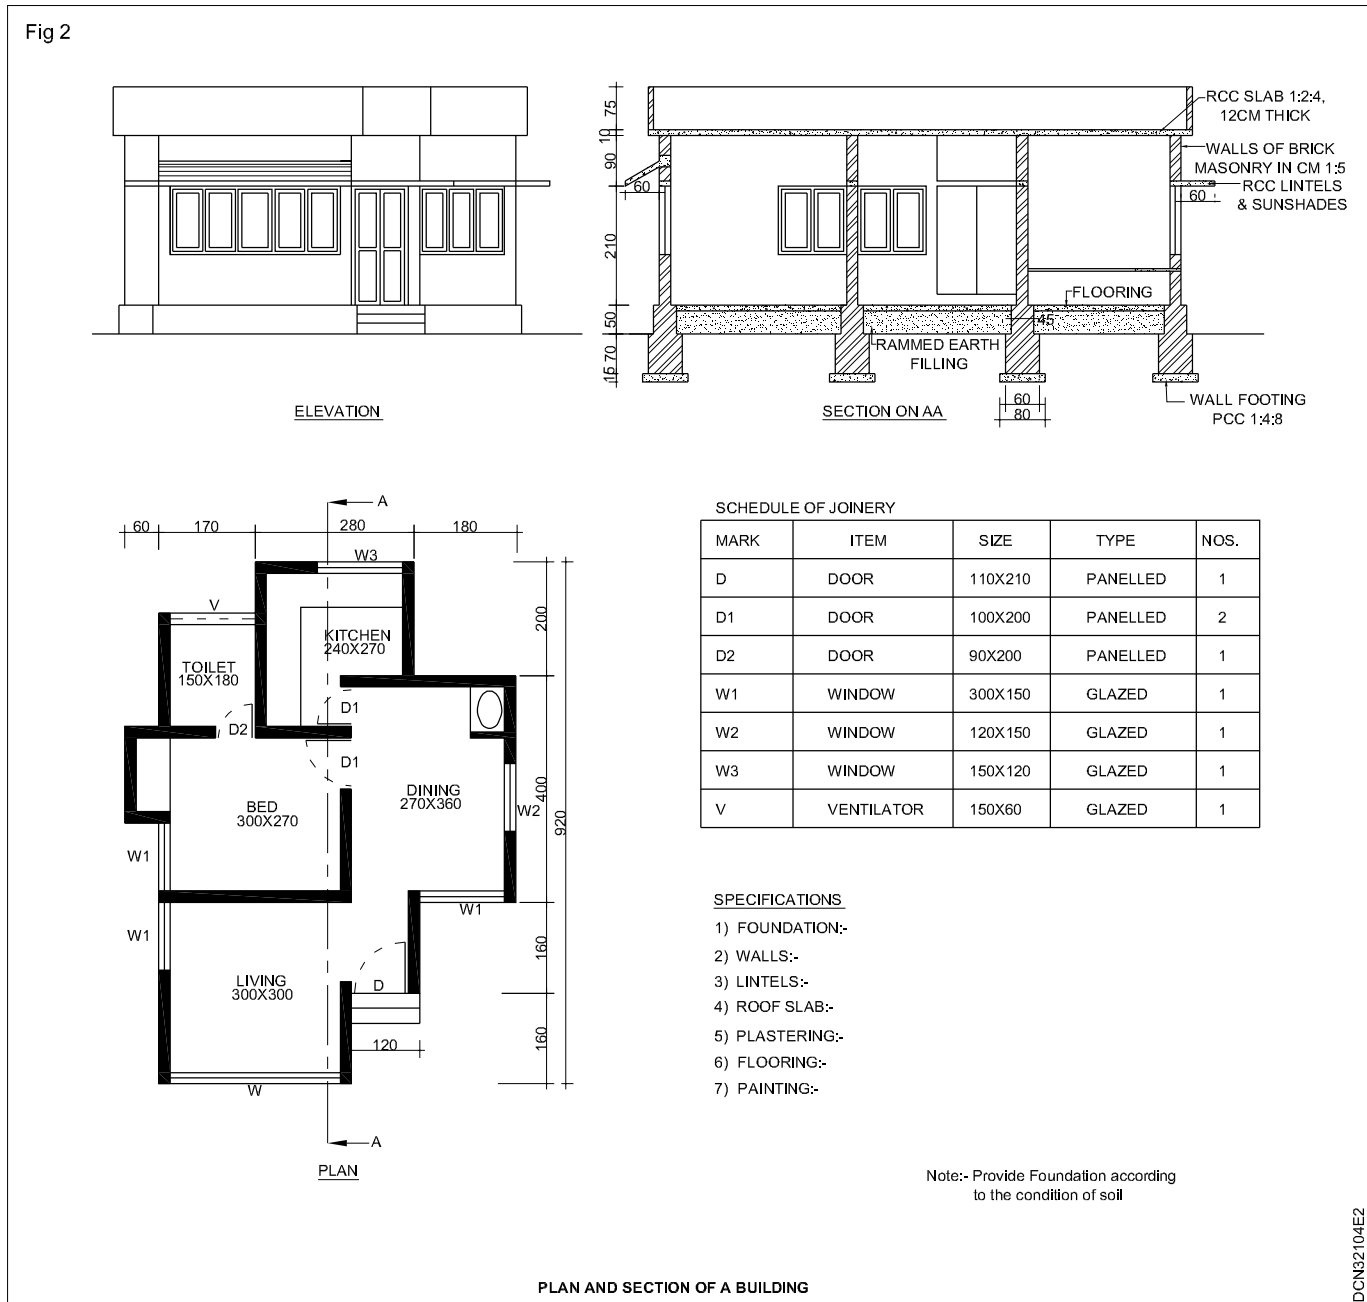 Fig 2
75
10
90
60
210
50
70
15
RCC SLAB 1:2:4,
12CM THICK
WALLS OF BRICK
MASONRY IN CM 1:5
RCC LINTELS
& SUNSHADES
60
FLOORING
45
RAMMED EARTH
FILLING
60
80
WALL FOOTING
PCC 1:4:8
ELEVATION
SECTION ON AA
A
60
170
280
180
W3
V
KITCHEN
240X270
TOILET
150X180
D1
D2
D1
BED
300X270
DINING
270X360
W2
W1
W1
W1
LIVING
300X300
D
120
W
200
400
920
160
160
A
PLAN
SCHEDULE OF JOINERY
MARK ITEM SIZE TYPE NOS.
D DOOR 110X210 PANELLED 1
D1 DOOR 100X200 PANELLED 2
D2 DOOR 90X200 PANELLED 1
W1 WINDOW 300X150 GLAZED 1
W2 WINDOW 120X150 GLAZED 1
W3 WINDOW 150X120 GLAZED 1
V VENTILATOR 150X60 GLAZED 1
SPECIFICATIONS
1) FOUNDATION:-
2) WALLS:-
3) LINTELS:-
4) ROOF SLAB:-
5) PLASTERING:-
6) FLOORING:-
7) PAINTING:-
Note:- Provide Foundation according
to the condition of soil
PLAN AND SECTION OF A BUILDING
DCN32104E2